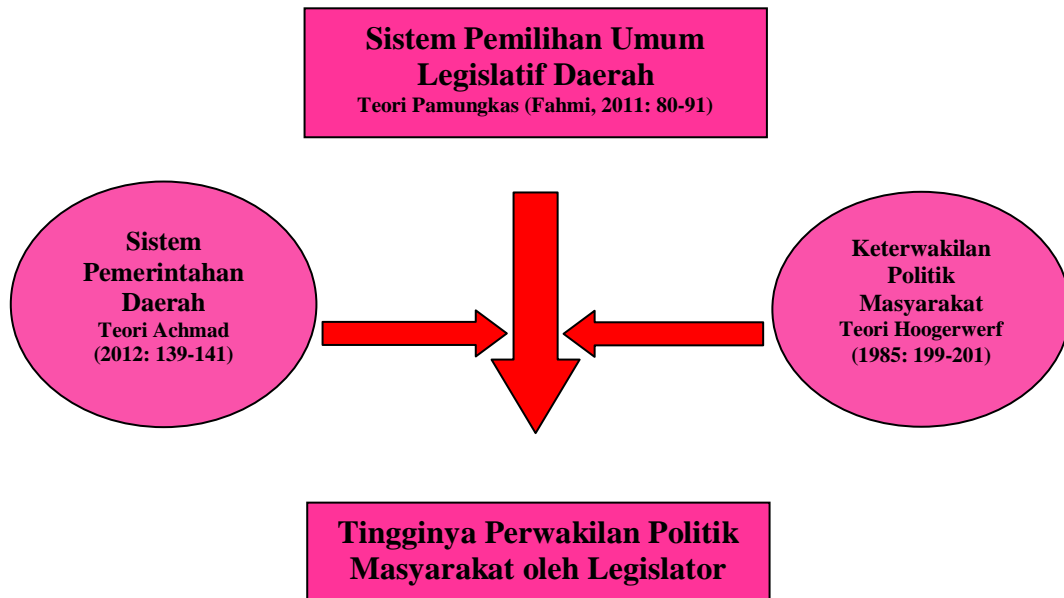 Sistem Pemilihan Umum
Legislatif Daerah
Teori Pamungkas (Fahmi, 2011: 80-91)
Sistem
Pemerintahan
Daerah
Teori Achmad
(2012: 139-141)
Keterwakilan
Politik
Masyarakat
Teori Hoogerwerf
(1985: 199-201)
Tingginya Perwakilan Politik
Masyarakat oleh Legislator